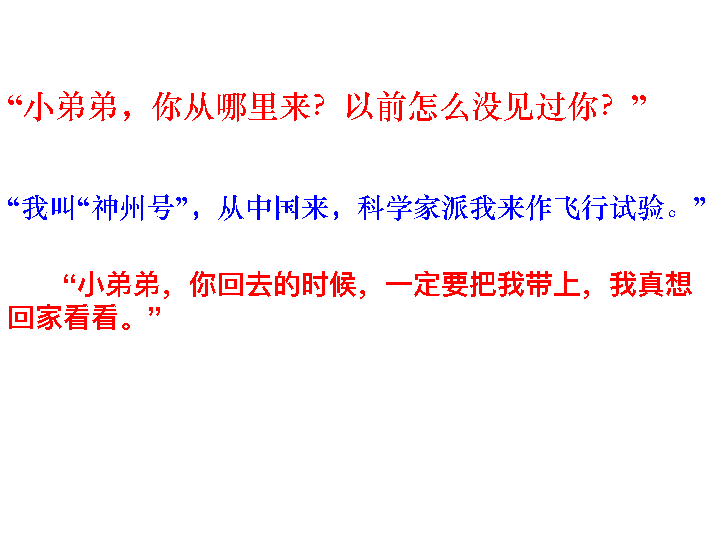 “小弟弟，你从哪里来？以前怎么没见过你？”
“我叫“神州号”，从中国来，科学家派我来作飞行试验。”
“小弟弟，你回去的时候，一定要把我带上，我真想
回家看看。”